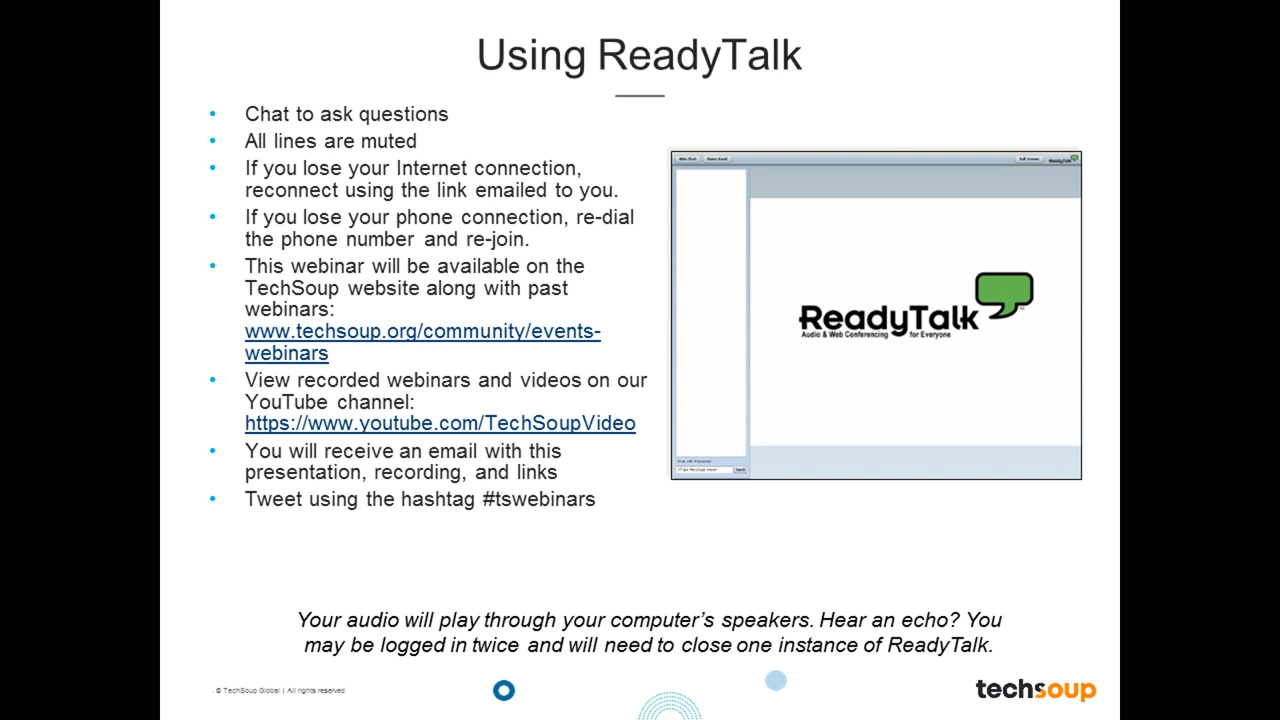 Using ReadyTalk
• Chat to ask questions
• All lines are muted
• If you lose your Internet connection,
reconnect using the link emailed to you.
• If you lose your phone connection, re-dial
the phone number and re-join.
• This webinar will be available on the
TechSoup website along with past
webinars:
www.techsoup.org/community/events-
webinars
• View recorded webinars and videos on our
YouTube channel:
https://www.youtube.com/TechSoupVideo
• You will receive an email with this
presentation, recording, and links
• Tweet using the hashtag #tswebinars
Full Screen
ReadyTalk
ReadyTalk
Audio & Web Conferencing for Everyone
Send
Your audio will play through your computer’s speakers. Hear an echo? You
may be logged in twice and will need to close one instance of ReadyTalk.
. © TechSoup Global | All rights reserved
techsoup